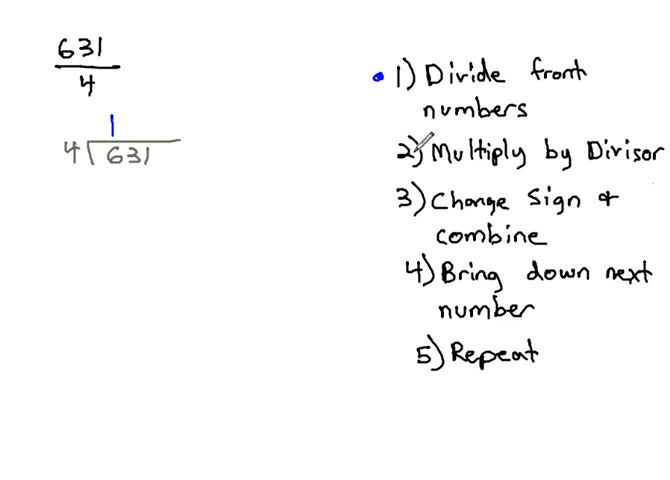 631
4
1
4 631
1) Divide front
numbers
2) Multiply by Divisor
3) Change Sign &
combine
4) Bring down next
number
5) Repeat